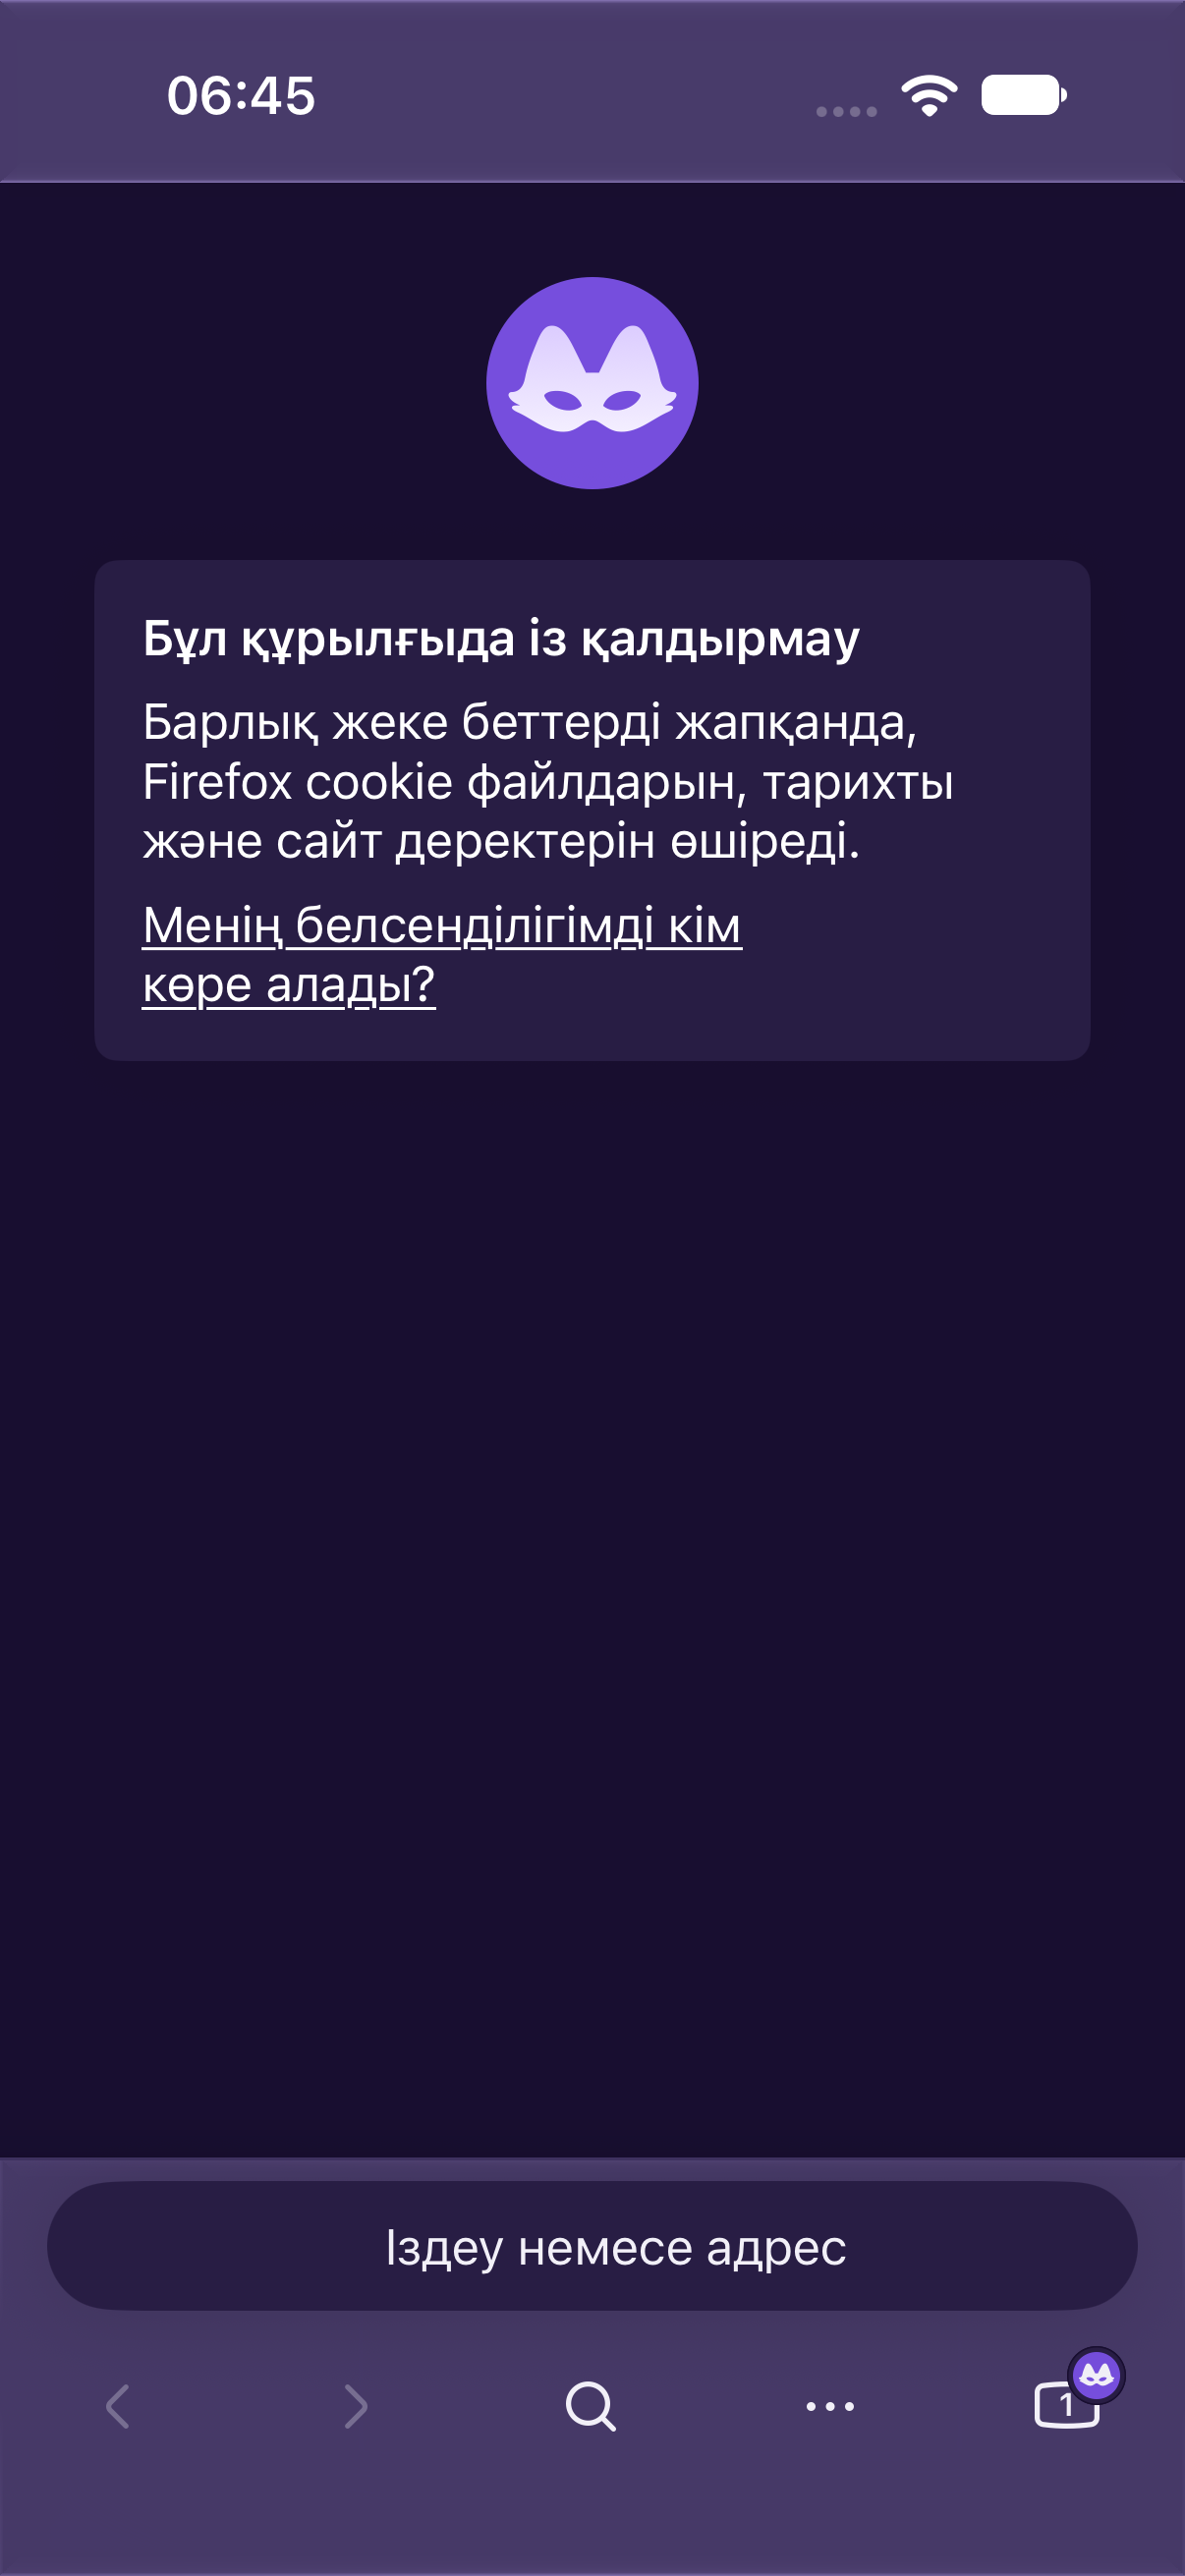 06:45
Бұл құрылғыда із қалдырмау
Барлық жеке беттерді жапқанда,
Firefox cookie файлдарын, тарихты
және сайт деректерін өшіреді.
Менің белсенділігімді кім
көре алады?
Іздеу немесе адрес
1